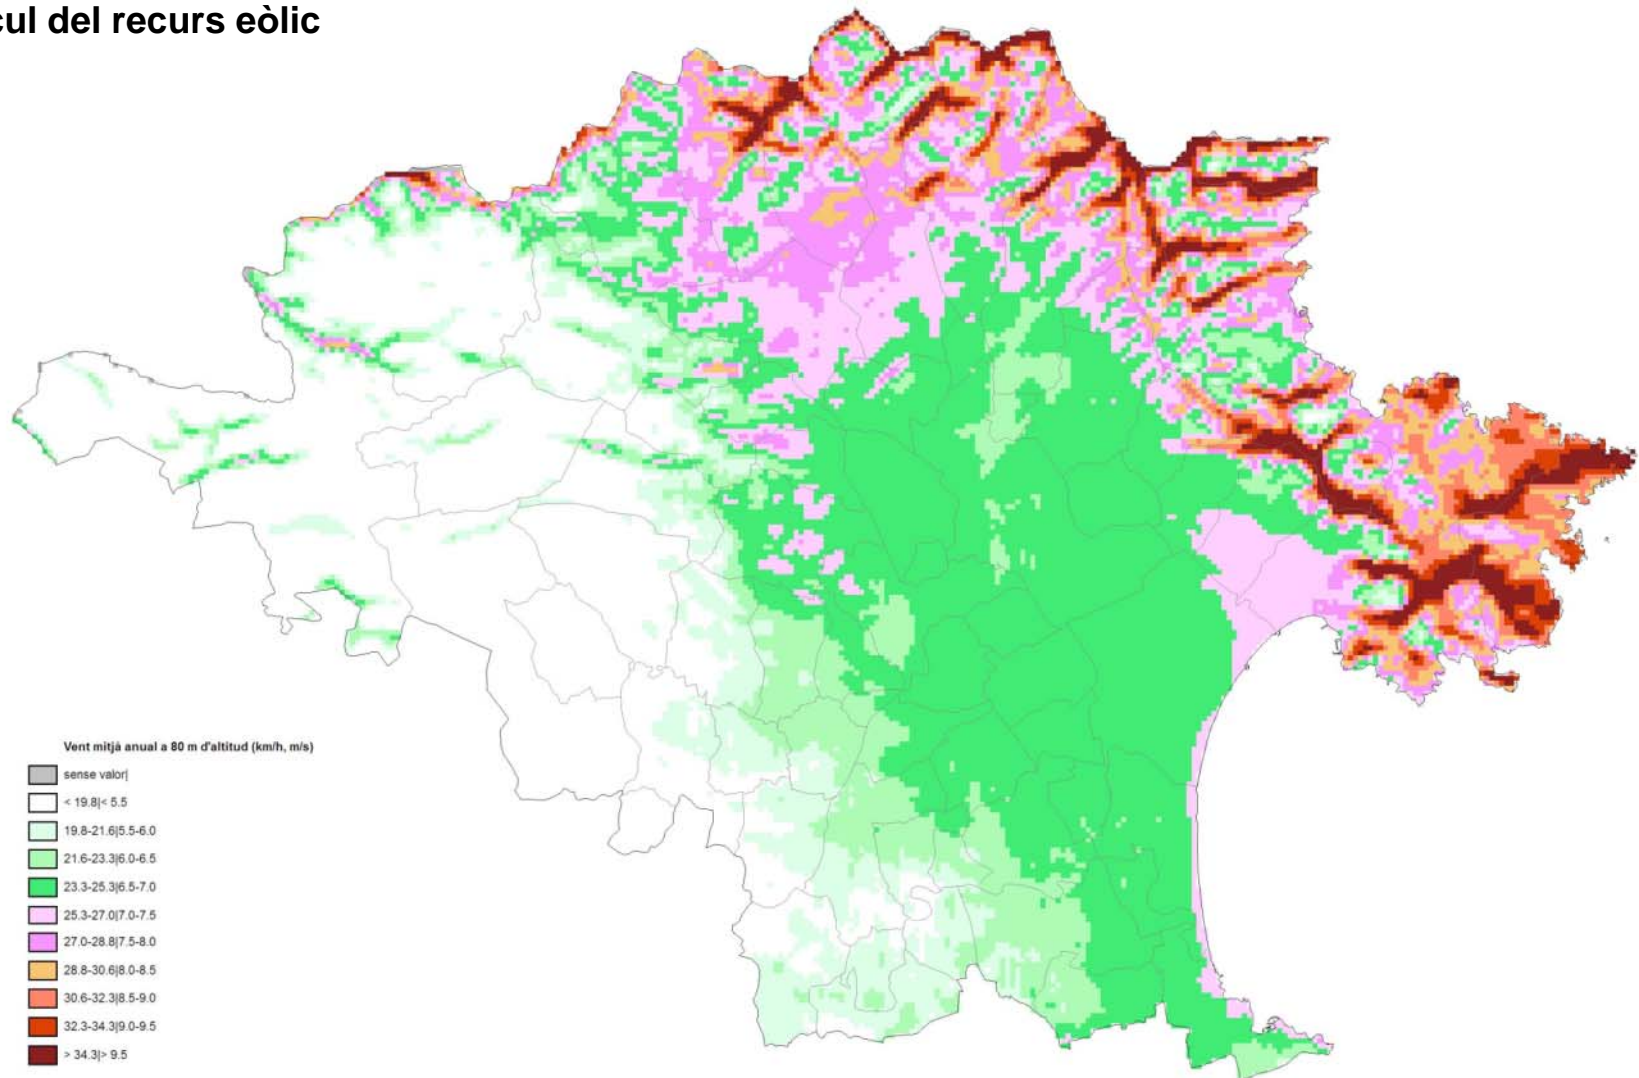 cul del recurs eòlic
Vent mitjà anual a 80 m d'altitud (km/h, m/s)
sense valor|
< 19.8|< 5.5
19.8-21.6|5.5-6.0
21.6-23.3|6.0-6.5
23.3-25.3|6.5-7.0
25.3-27.0|7.0-7.5
27.0-28.8|7.5-8.0
28.8-30.6|8.0-8.5
30.6-32.3|8.5-9.0
32.3-34.3|9.0-9.5
> 34.3|> 9.5